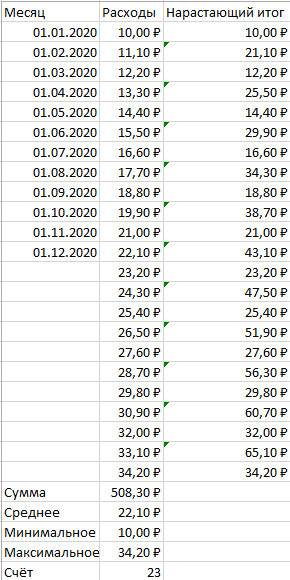 Месяц Расходы Нарастающий итог
01.01.2020 10,00 ₽ 10,00 ₽
01.02.2020 11,10 ₽ 21,10 ₽
01.03.2020 12,20 ₽ 12,20 ₽
01.04.2020 13,30 ₽ 25,50 ₽
01.05.2020 14,40 ₽ 14,40 ₽
01.06.2020 15,50 ₽ 29,90 ₽
01.07.2020 16,60 ₽ 16,60 ₽
01.08.2020 17,70 ₽ 34,30 ₽
01.09.2020 18,80 ₽ 18,80 ₽
01.10.2020 19,90 ₽ 38,70 ₽
01.11.2020 21,00 ₽ 21,00 ₽
01.12.2020 22,10 ₽ 43,10 ₽
23,20 ₽ 23,20 ₽
24,30 ₽ 47,50 ₽
25,40 ₽ 25,40 ₽
26,50 ₽ 51,90 ₽
27,60 ₽ 27,60 ₽
28,70 ₽ 56,30 ₽
29,80 ₽ 29,80 ₽
30,90 ₽ 60,70 ₽
32,00 ₽ 32,00 ₽
33,10 ₽ 65,10 ₽
34,20 ₽ 34,20 ₽
Сумма 508,30 ₽
Среднее 22,10 ₽
Минимальное 10,00 ₽
Максимальное 34,20 ₽
Счёт 23